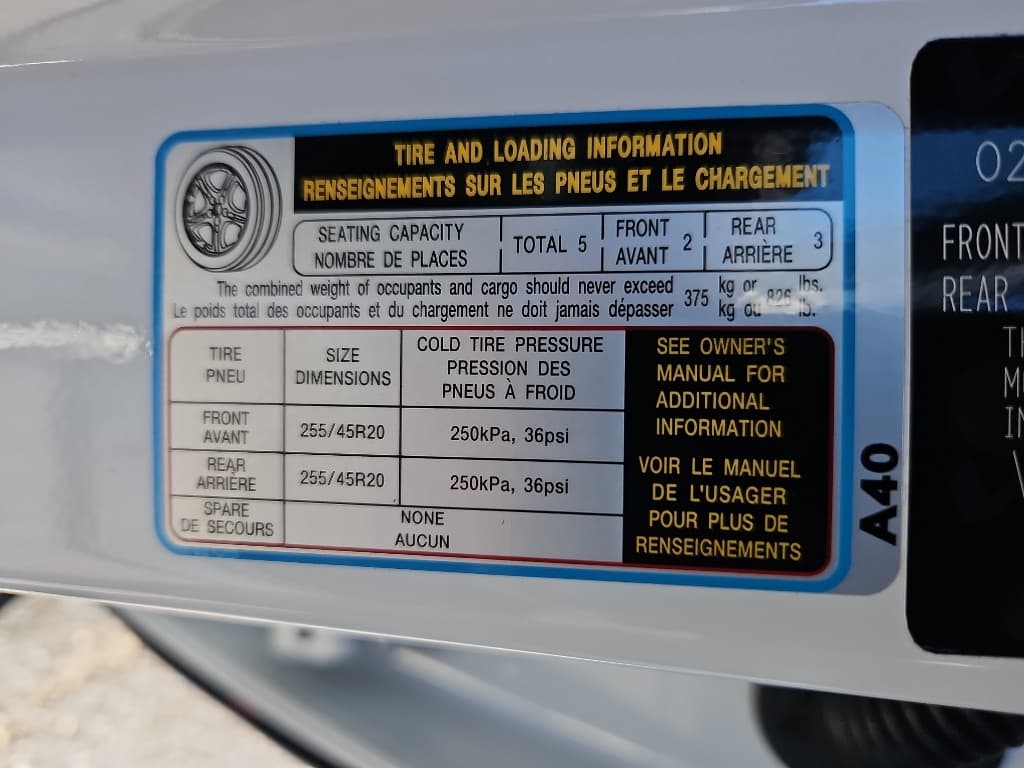 TIRE AND LOADING INFORMATION
RENSEIGNEMENTS SUR LES PNEUS ET LE CHARGEMENT
SEATING CAPACITY
NOMBRE DE PLACES
TOTAL 5
FRONT
AVANT 2
REAR
ARRIÈRE 3
The combined weight of occupants and cargo should never exceed
Le poids total des occupants et du chargement ne doit jamais dépasser
375 kg or 826 lbs.
kg ou lb.
TIRE
PNEU
SIZE
DIMENSIONS
COLD TIRE PRESSURE
PRESSION DES
PNEUS À FROID
FRONT
AVANT
255/45R20
250kPa, 36psi
REAR
ARRIÈRE
255/45R20
250kPa, 36psi
SPARE
DE SECOURS
NONE
AUCUN
SEE OWNER'S
MANUAL FOR
ADDITIONAL
INFORMATION
VOIR LE MANUEL
DE L'USAGER
POUR PLUS DE
RENSEIGNEMENTS
A40
02
FRONT
REAR